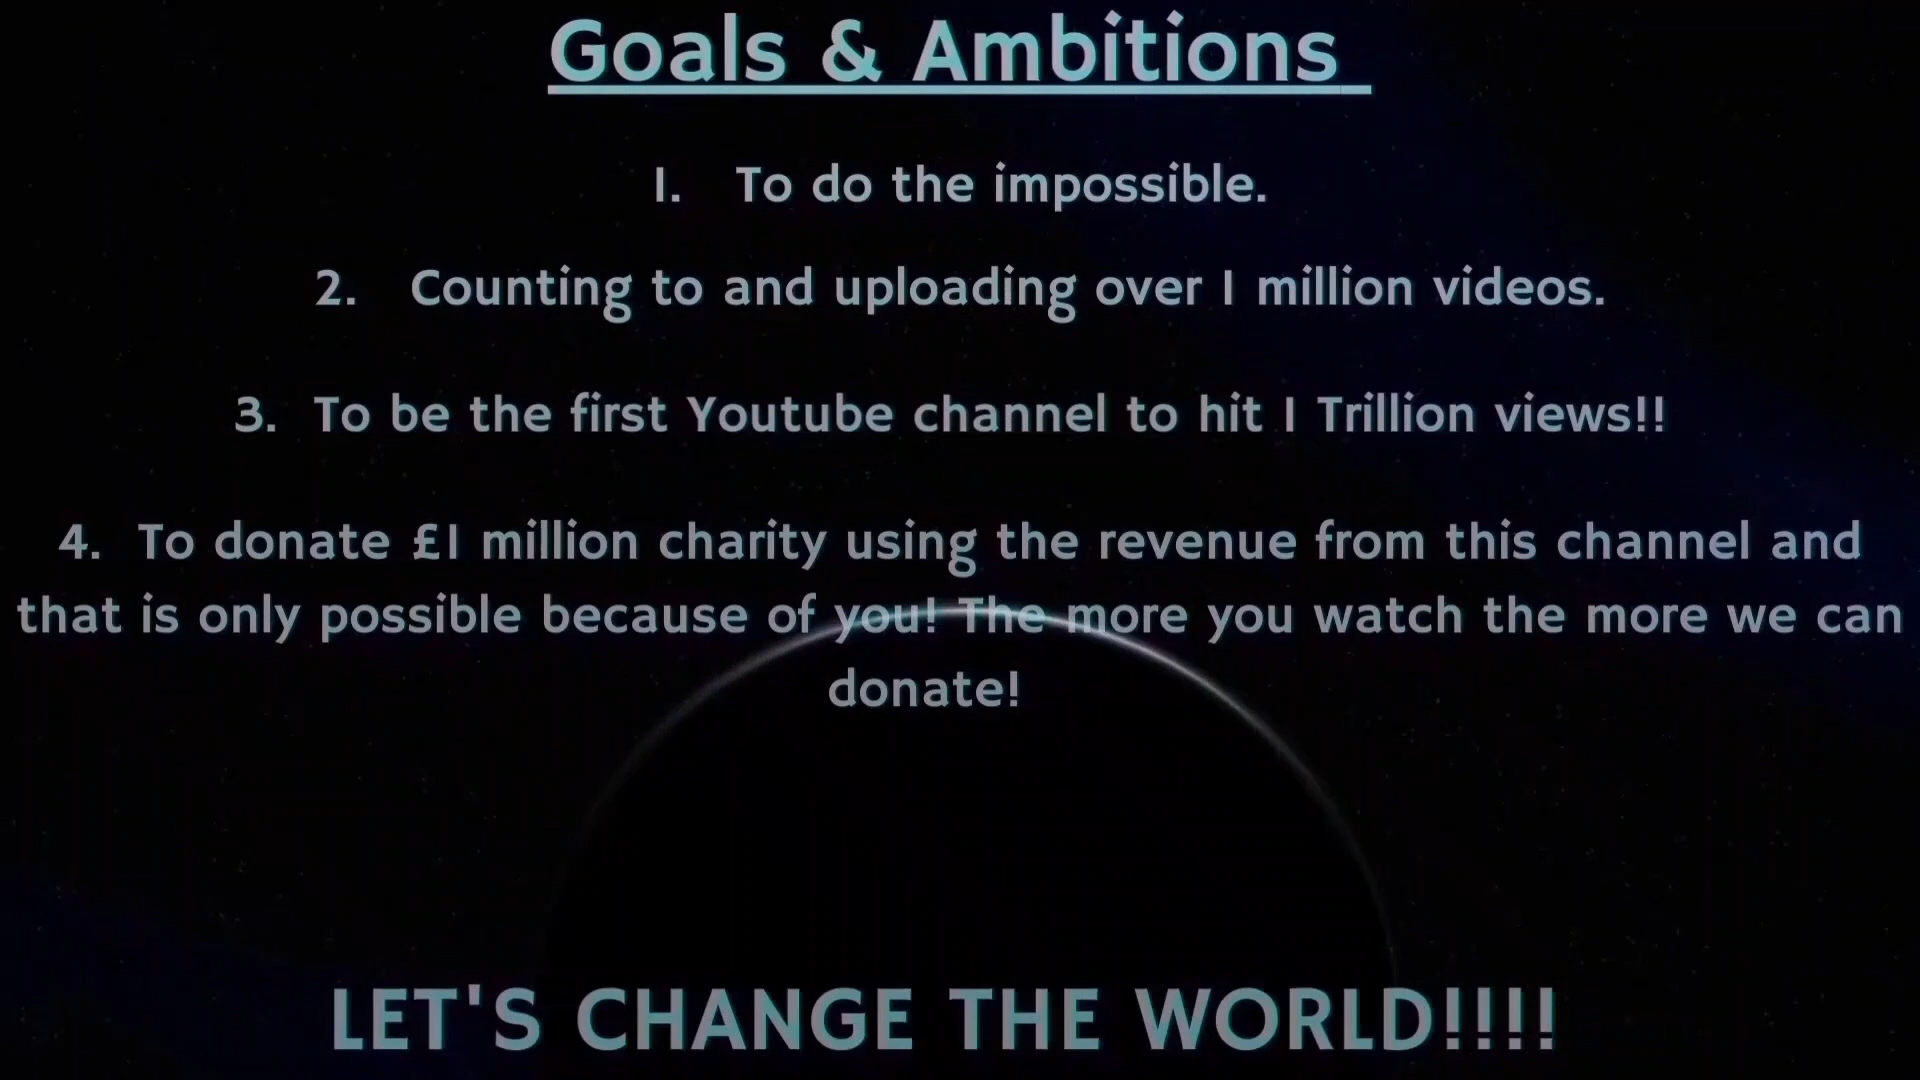 Goals & Ambitions
1. To do the impossible.
2. Counting to and uploading over 1 million videos.
3. To be the first Youtube channel to hit 1 Trillion views!!
4. To donate £1 million charity using the revenue from this channel and
that is only possible because of you! The more you watch the more we can
donate!
LET'S CHANGE THE WORLD!!!!